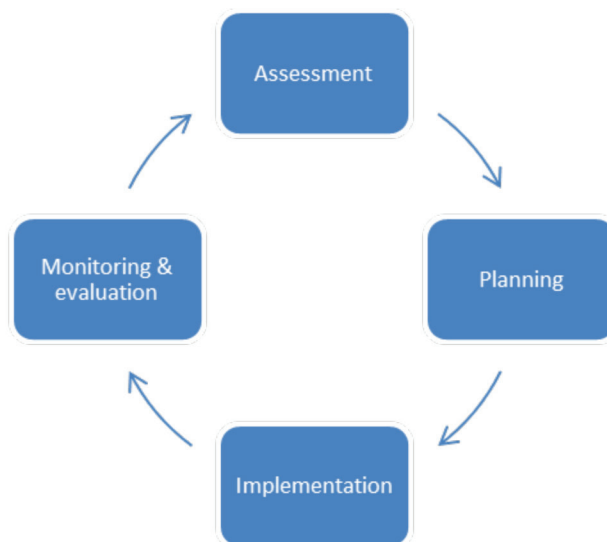 Assessment
Planning
Implementation
Monitoring &
evaluation